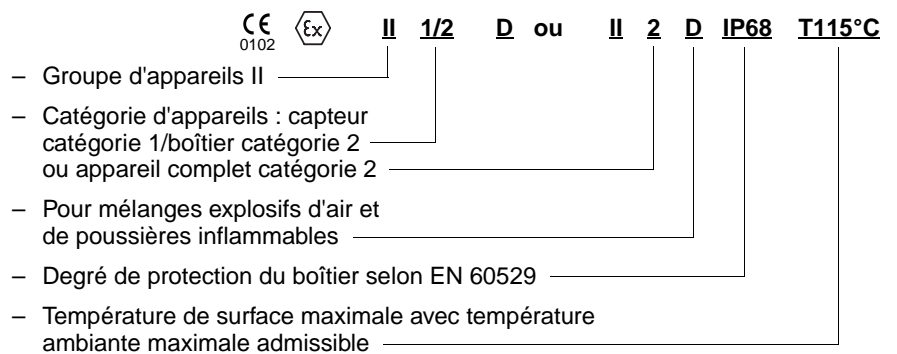 CE Ex II 1/2 D ou II 2 D IP68 T115°C
0102
– Groupe d'appareils II
– Catégorie d'appareils : capteur
catégorie 1/boîtier catégorie 2
ou appareil complet catégorie 2
– Pour mélanges explosifs d'air et
de poussières inflammables
– Degré de protection du boîtier selon EN 60529
– Température de surface maximale avec température
ambiante maximale admissible